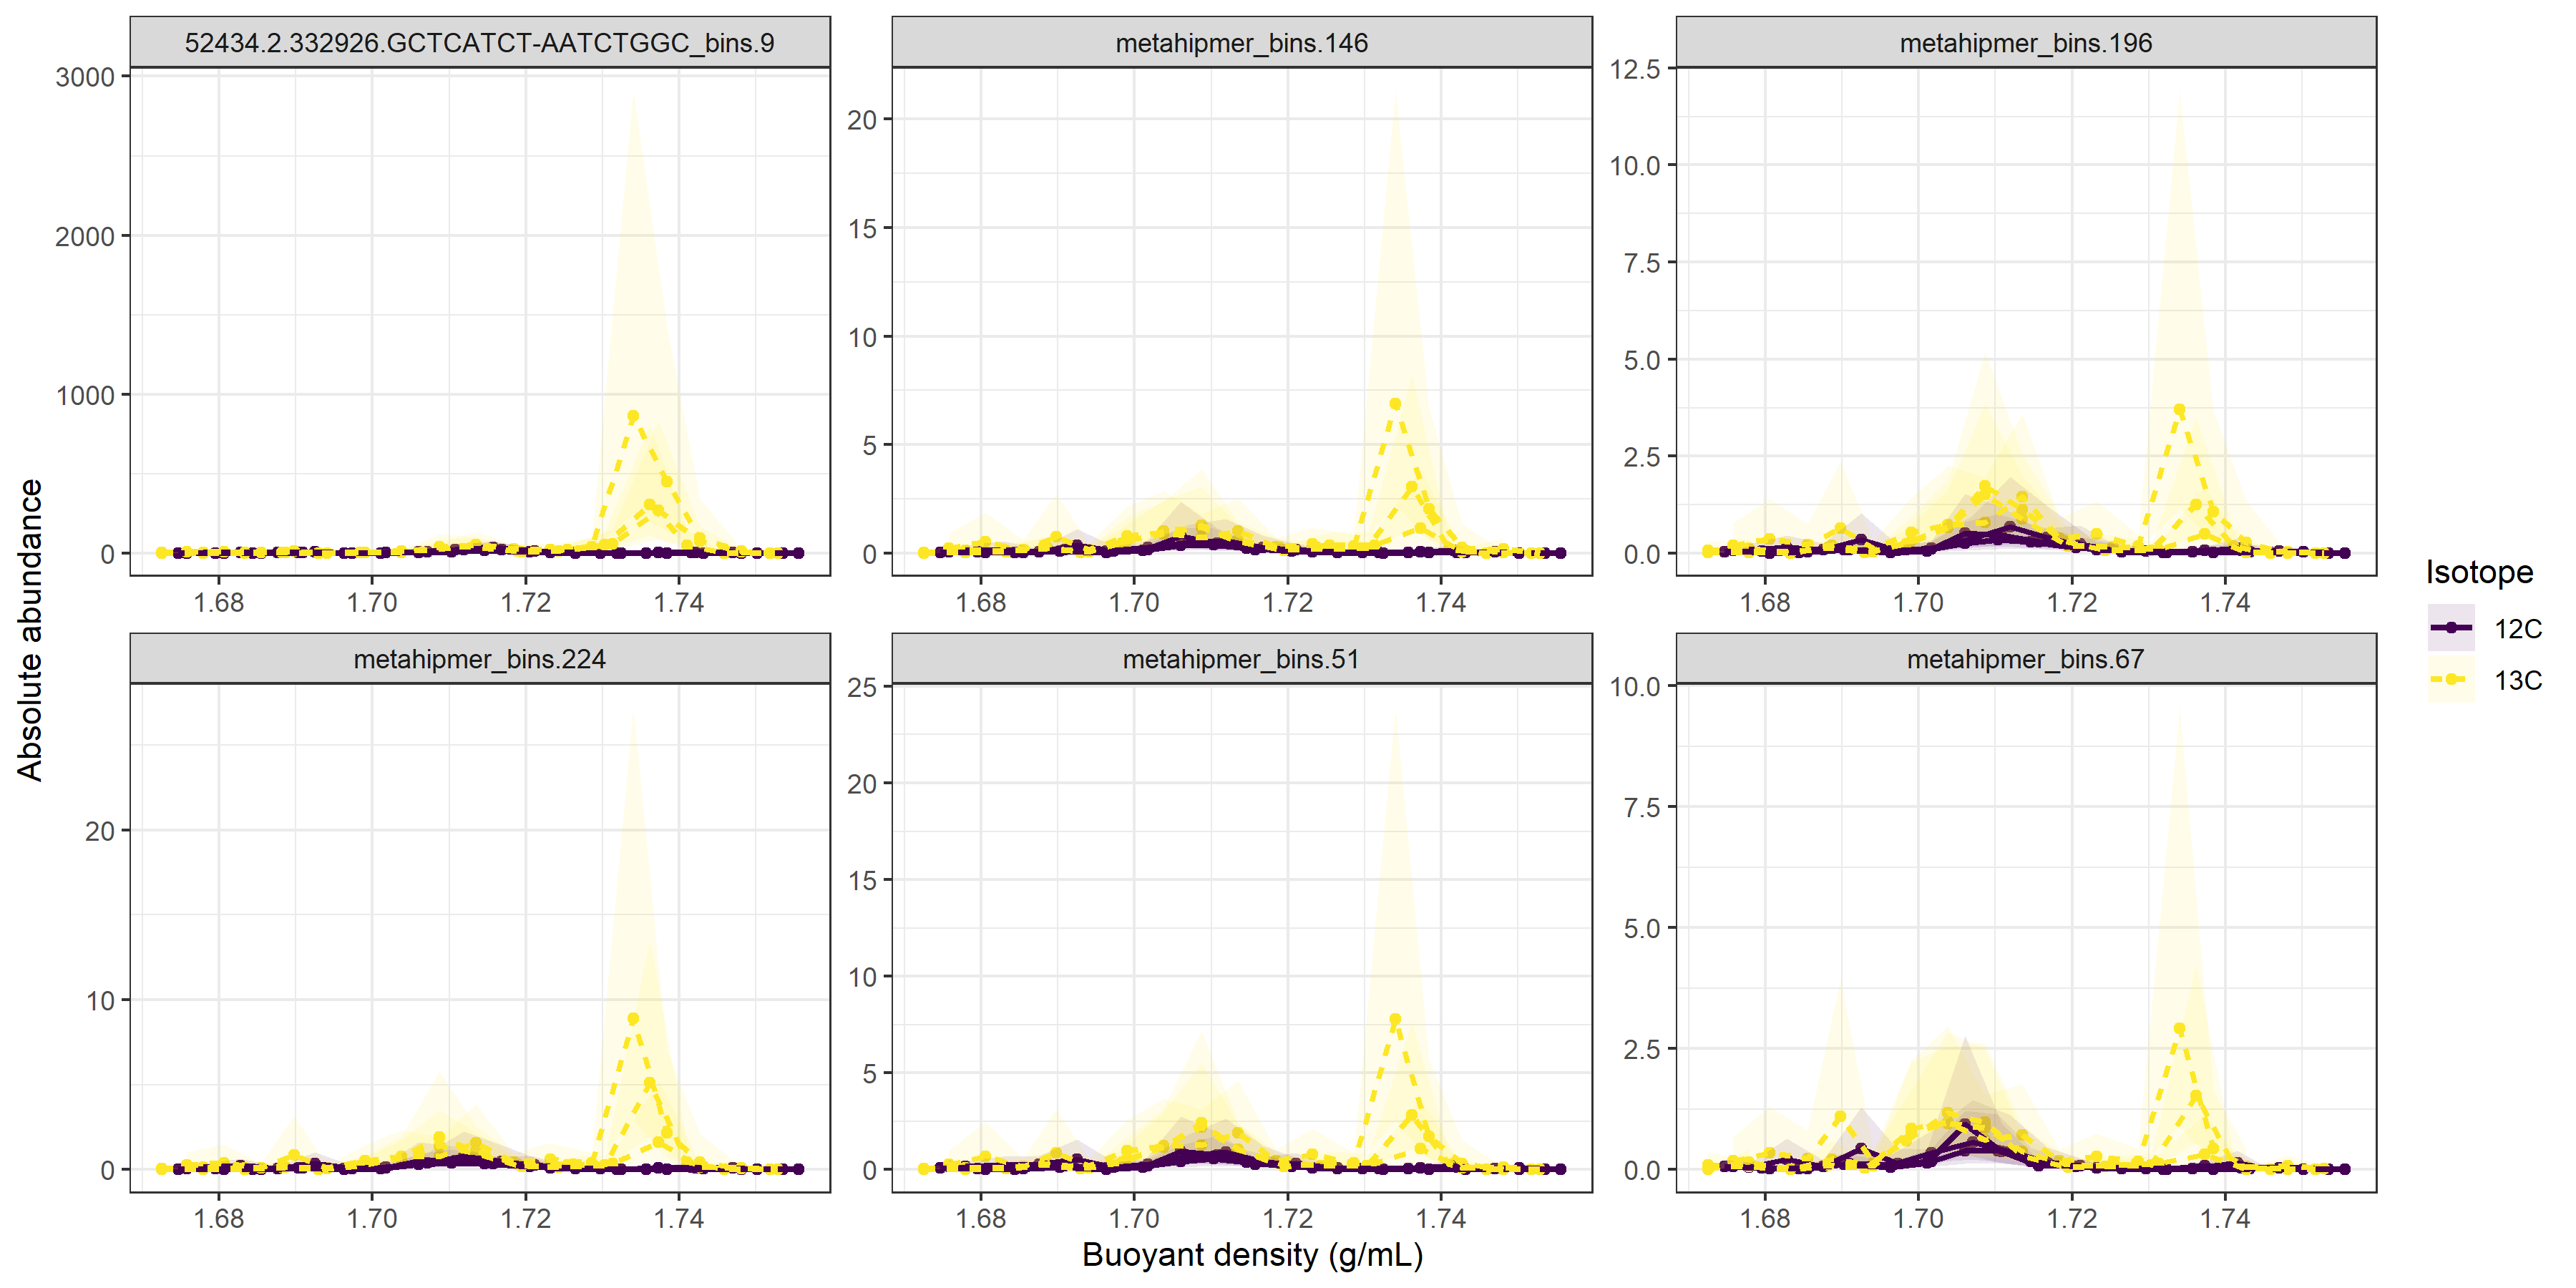 52434.2.332926.GCTCATCT-AATCTGGC_bins.9
metahipmer_bins.146
metahipmer_bins.196
3000
2000
1000
0
1.68 1.70 1.72 1.74
20
15
10
5
0
1.68 1.70 1.72 1.74
12.5
10.0
7.5
5.0
2.5
0.0
1.68 1.70 1.72 1.74
metahipmer_bins.224
metahipmer_bins.51
metahipmer_bins.67
20
10
0
1.68 1.70 1.72 1.74
25
20
15
10
5
0
1.68 1.70 1.72 1.74
10.0
7.5
5.0
2.5
0.0
1.68 1.70 1.72 1.74
Absolute abundance
Buoyant density (g/mL)
Isotope
12C
13C